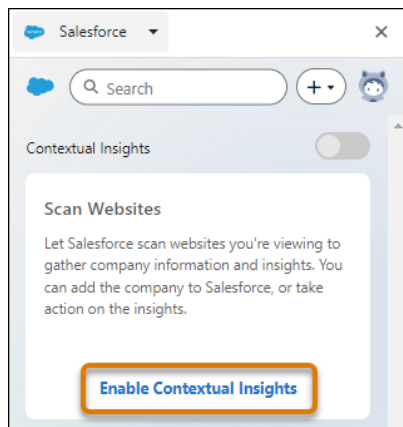 Salesforce
Search
Contextual Insights
Scan Websites
Let Salesforce scan websites you're viewing to
gather company information and insights. You
can add the company to Salesforce, or take
action on the insights.
Enable Contextual Insights